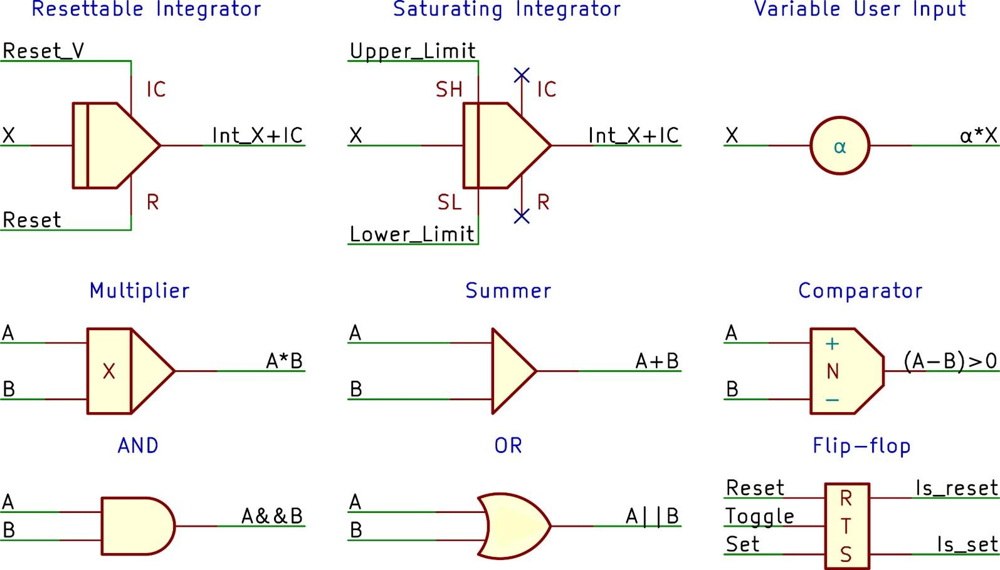 Resettable Integrator
Reset_V
IC
X
Int_X+IC
R
Reset
Saturating Integrator
Upper_Limit
SH
IC
X
Int_X+IC
SL
R
Lower_Limit
Variable User Input
X
α
α*X
Multiplier
A
X
A*B
B
Summer
A
A+B
B
Comparator
A
+
N
(A-B)>0
B
-
AND
A
A&&B
B
OR
A
A||B
B
Flip-flop
Reset
R
Is_reset
Toggle
T
Set
S
Is_set